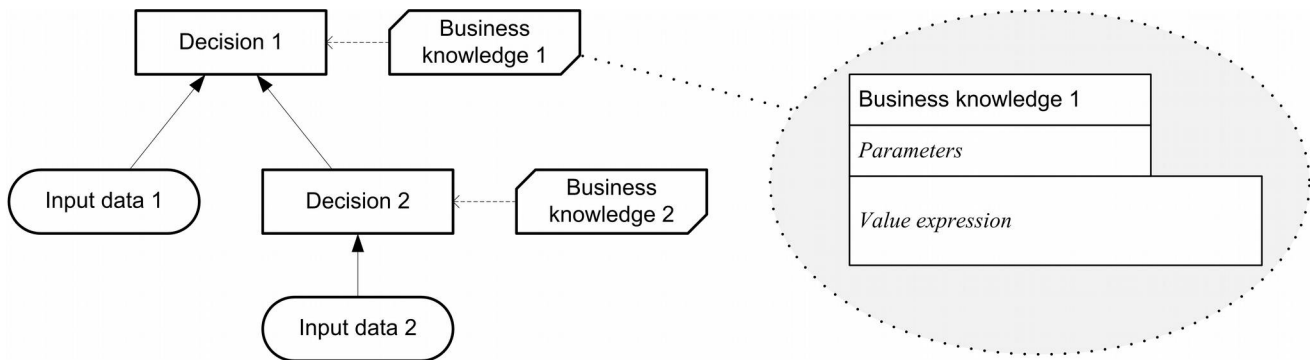 Decision 1
Business
knowledge 1
Business knowledge 1
Parameters
Input data 1
Decision 2
Business
knowledge 2
Value expression
Input data 2